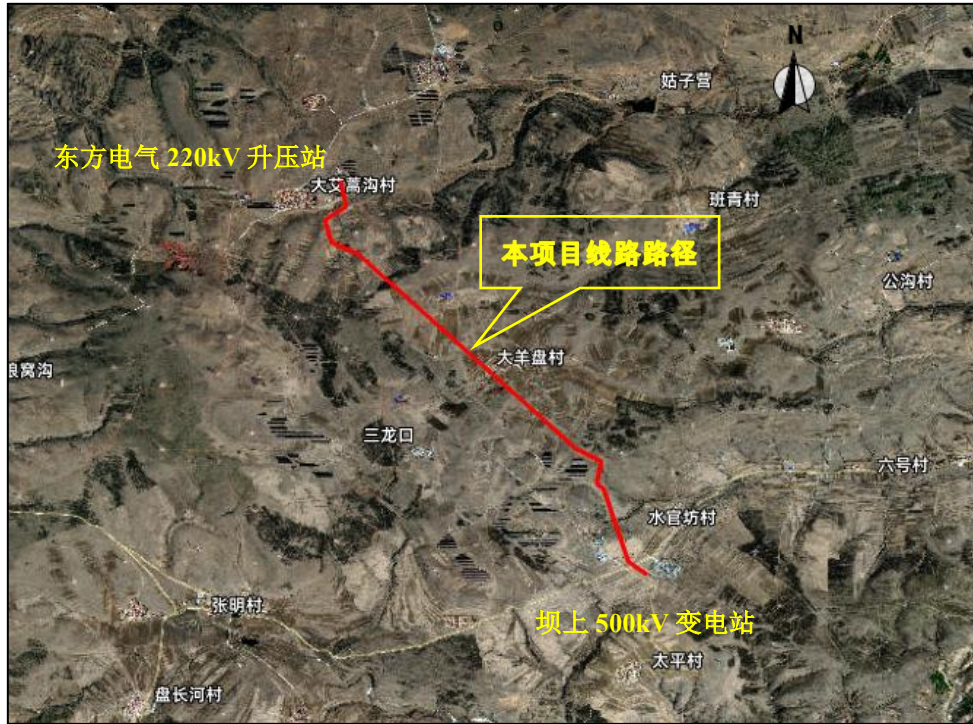 N
姑子营
东方电气 220kV 升压站
大艾蒿沟村
班青村
本项目线路路径
公沟村
大羊盘村
狼窝沟
三龙口
六号村
水官坊村
张明村
坝上 500kV 变电站
太平村
盘长河村